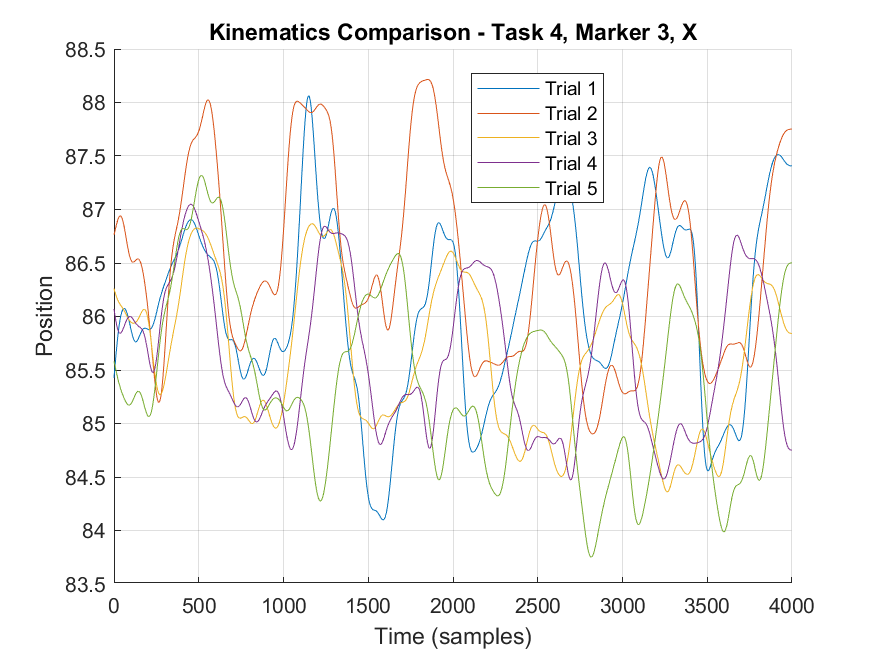 Kinematics Comparison - Task 4, Marker 3, X
88.5
88
87.5
87
86.5
86
85.5
85
84.5
84
83.5
Position
Trial 1
Trial 2
Trial 3
Trial 4
Trial 5
0 500 1000 1500 2000 2500 3000 3500 4000
Time (samples)